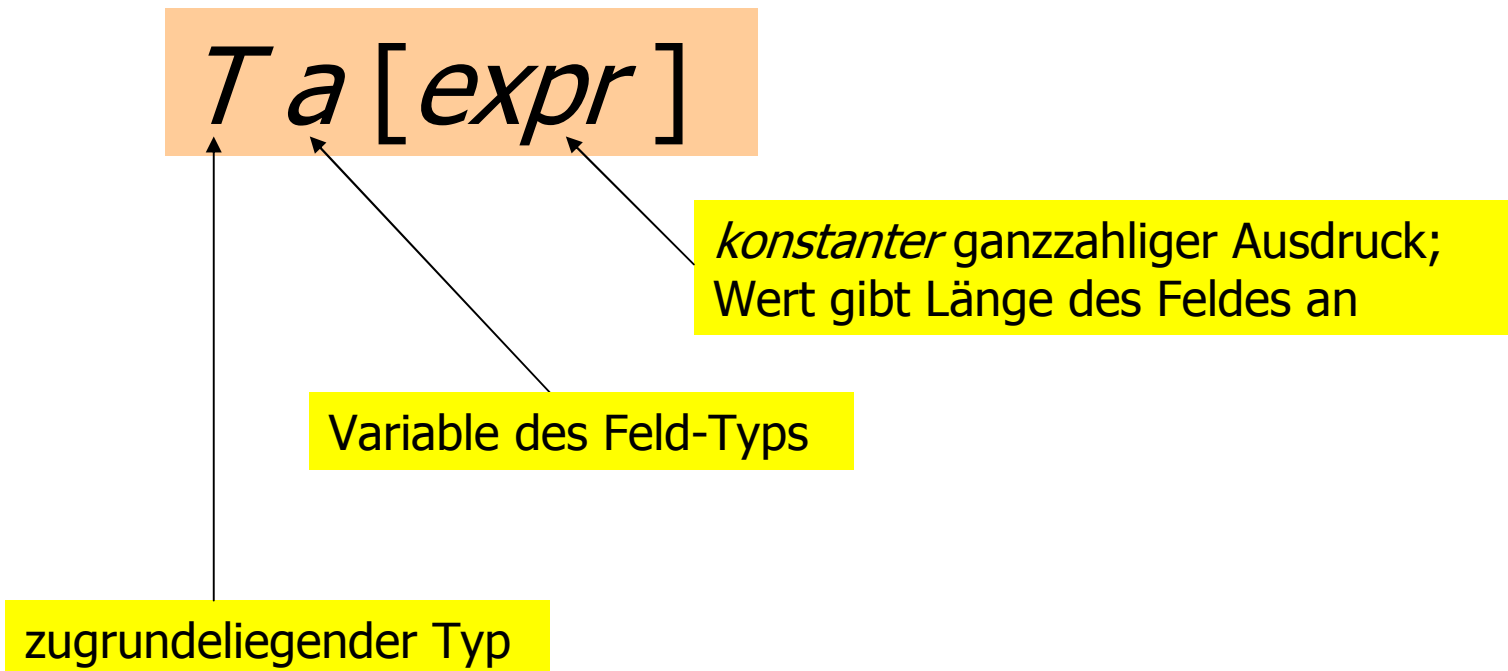 T a [expr ]
konstanter ganzzahliger Ausdruck;
Wert gibt Länge des Feldes an
Variable des Feld-Typs
zugrundeliegender Typ